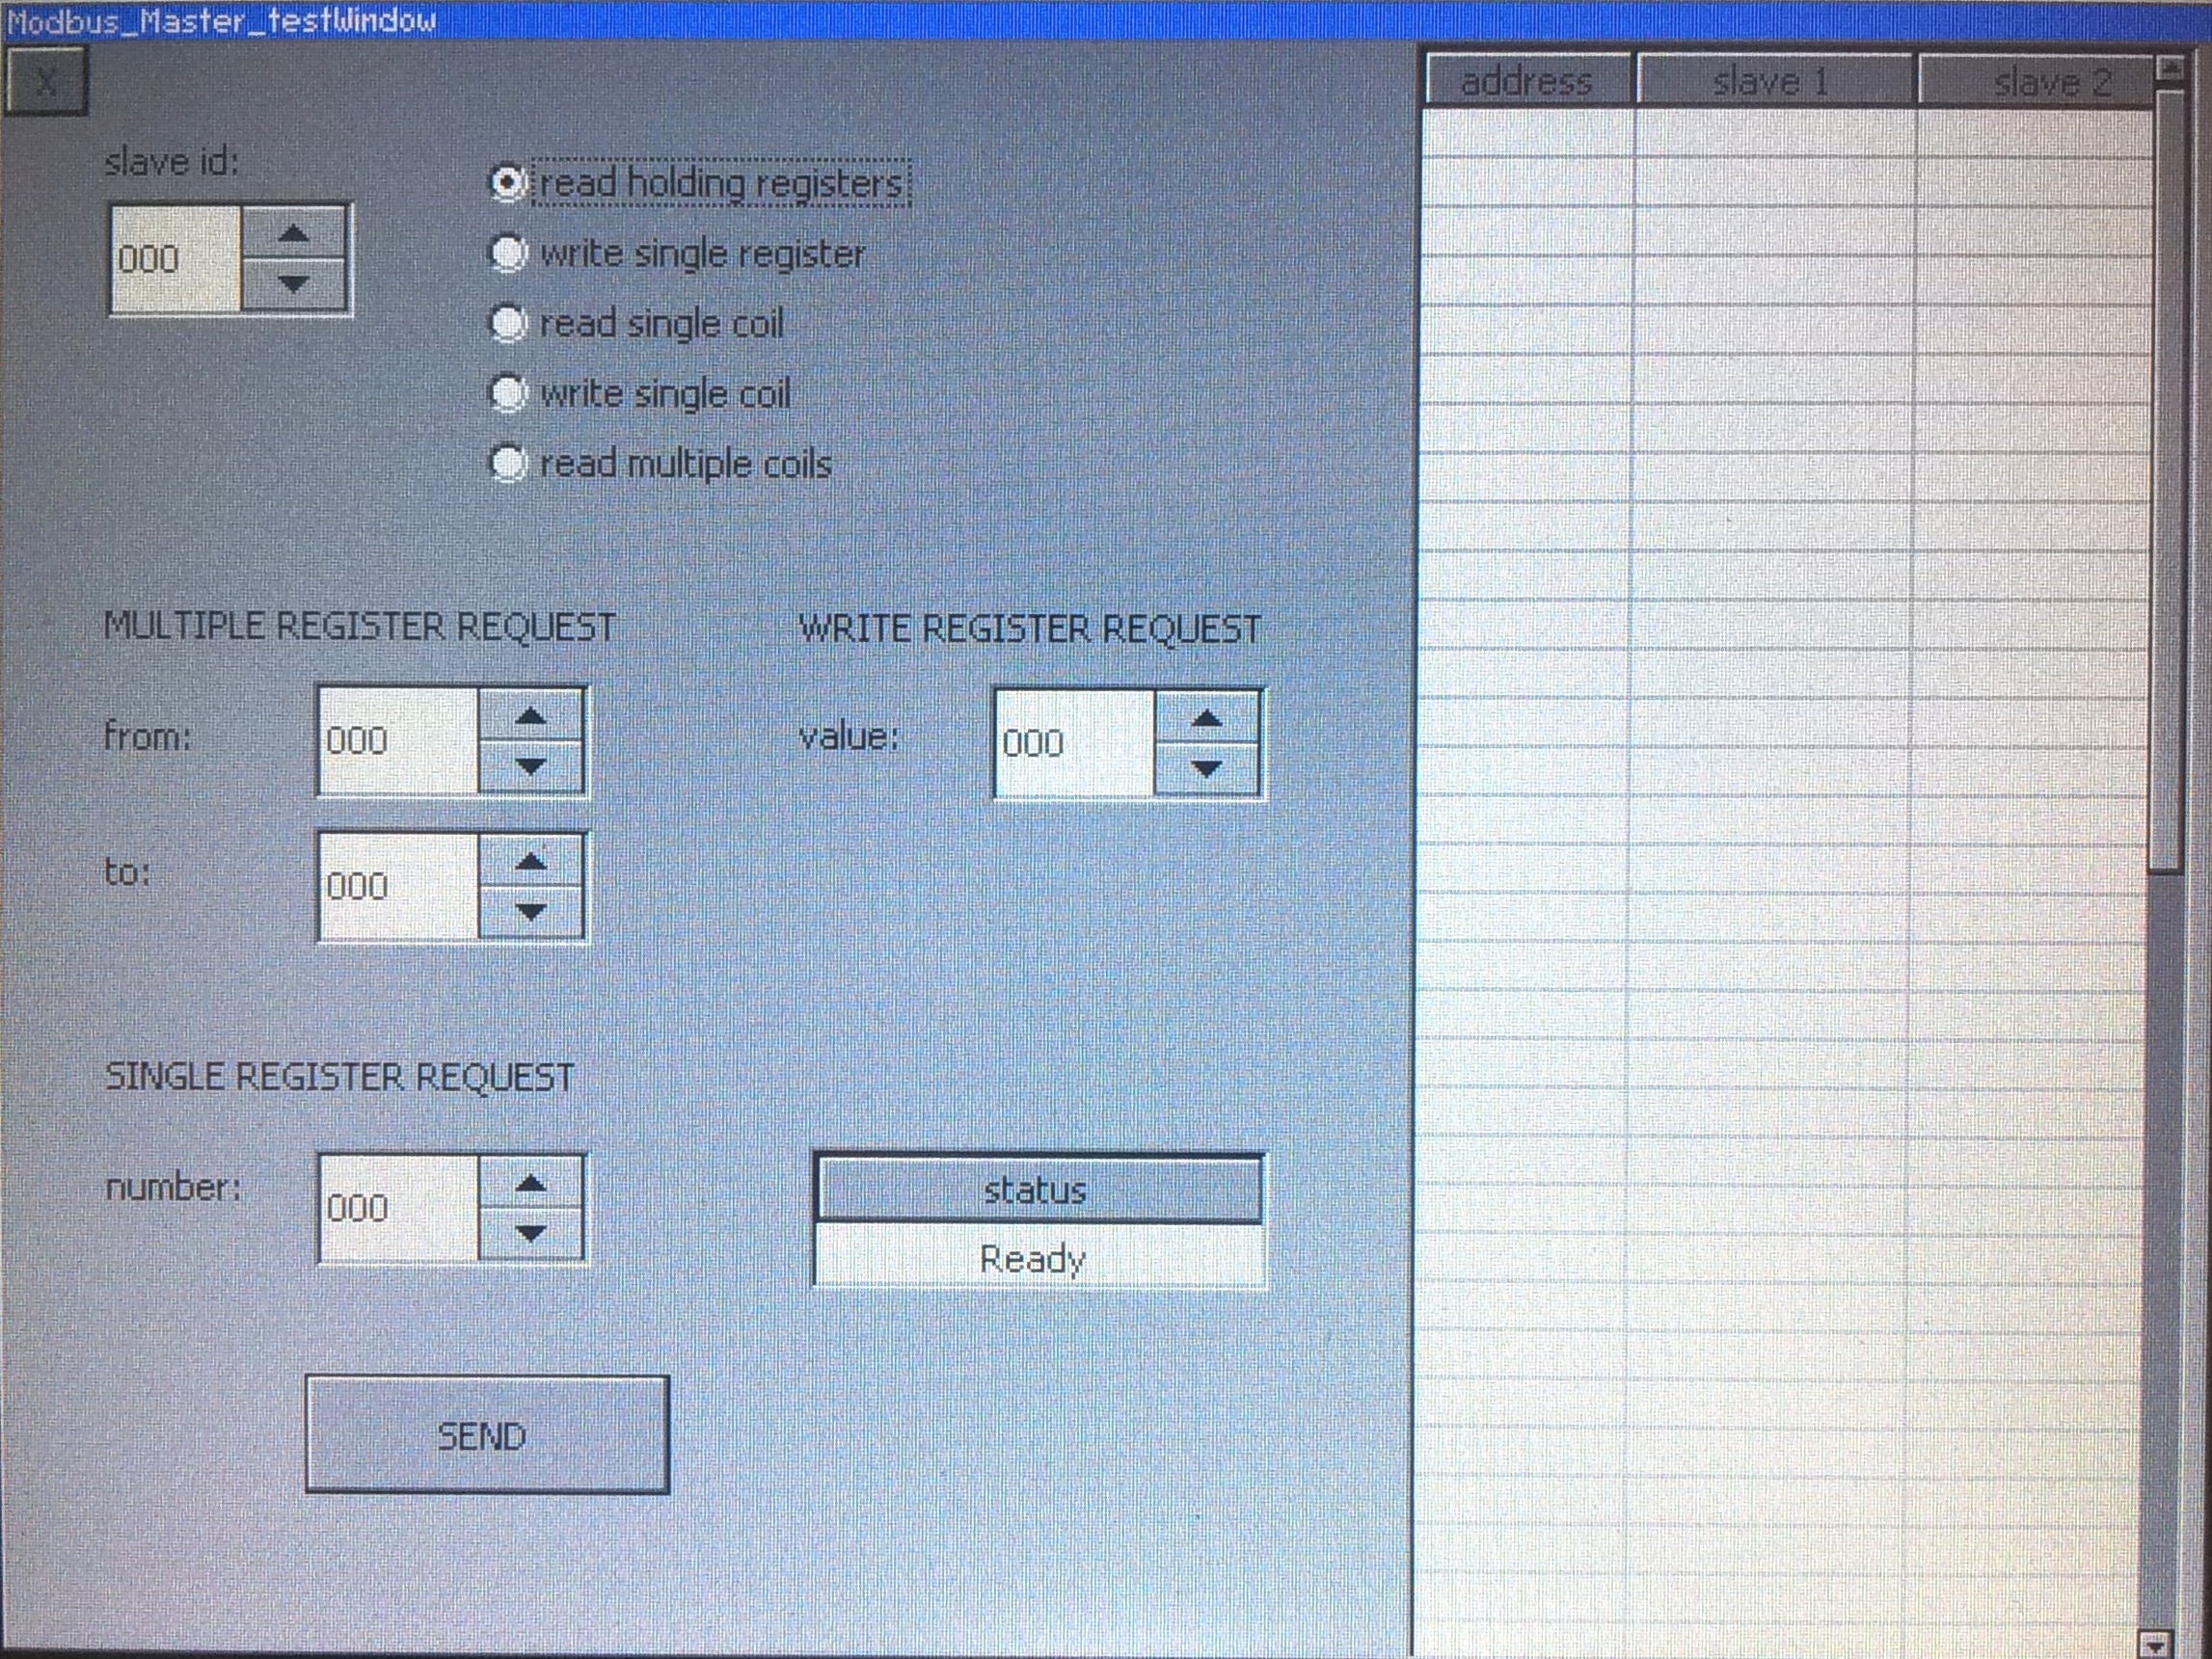 Modbus_Master_testWindow
X
slave id:
000
read holding registers
write single register
read single coil
write single coil
read multiple coils
MULTIPLE REGISTER REQUEST
from:
000
to:
000
WRITE REGISTER REQUEST
value:
000
SINGLE REGISTER REQUEST
number:
000
status
Ready
SEND
address slave 1 slave 2